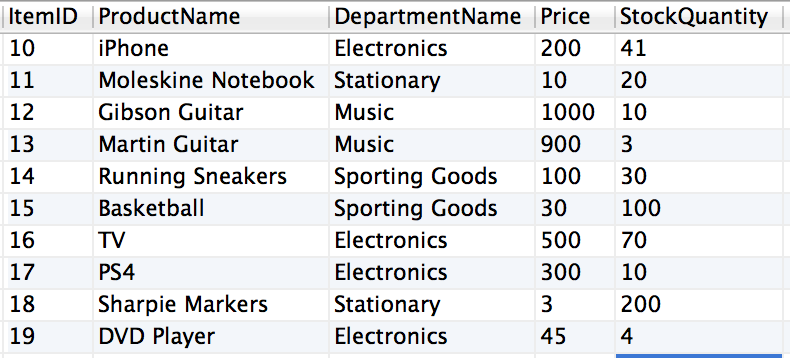 ItemID ProductName DepartmentName Price StockQuantity
10 iPhone Electronics 200 41
11 Moleskine Notebook Stationary 10 20
12 Gibson Guitar Music 1000 10
13 Martin Guitar Music 900 3
14 Running Sneakers Sporting Goods 100 30
15 Basketball Sporting Goods 30 100
16 TV Electronics 500 70
17 PS4 Electronics 300 10
18 Sharpie Markers Stationary 3 200
19 DVD Player Electronics 45 4